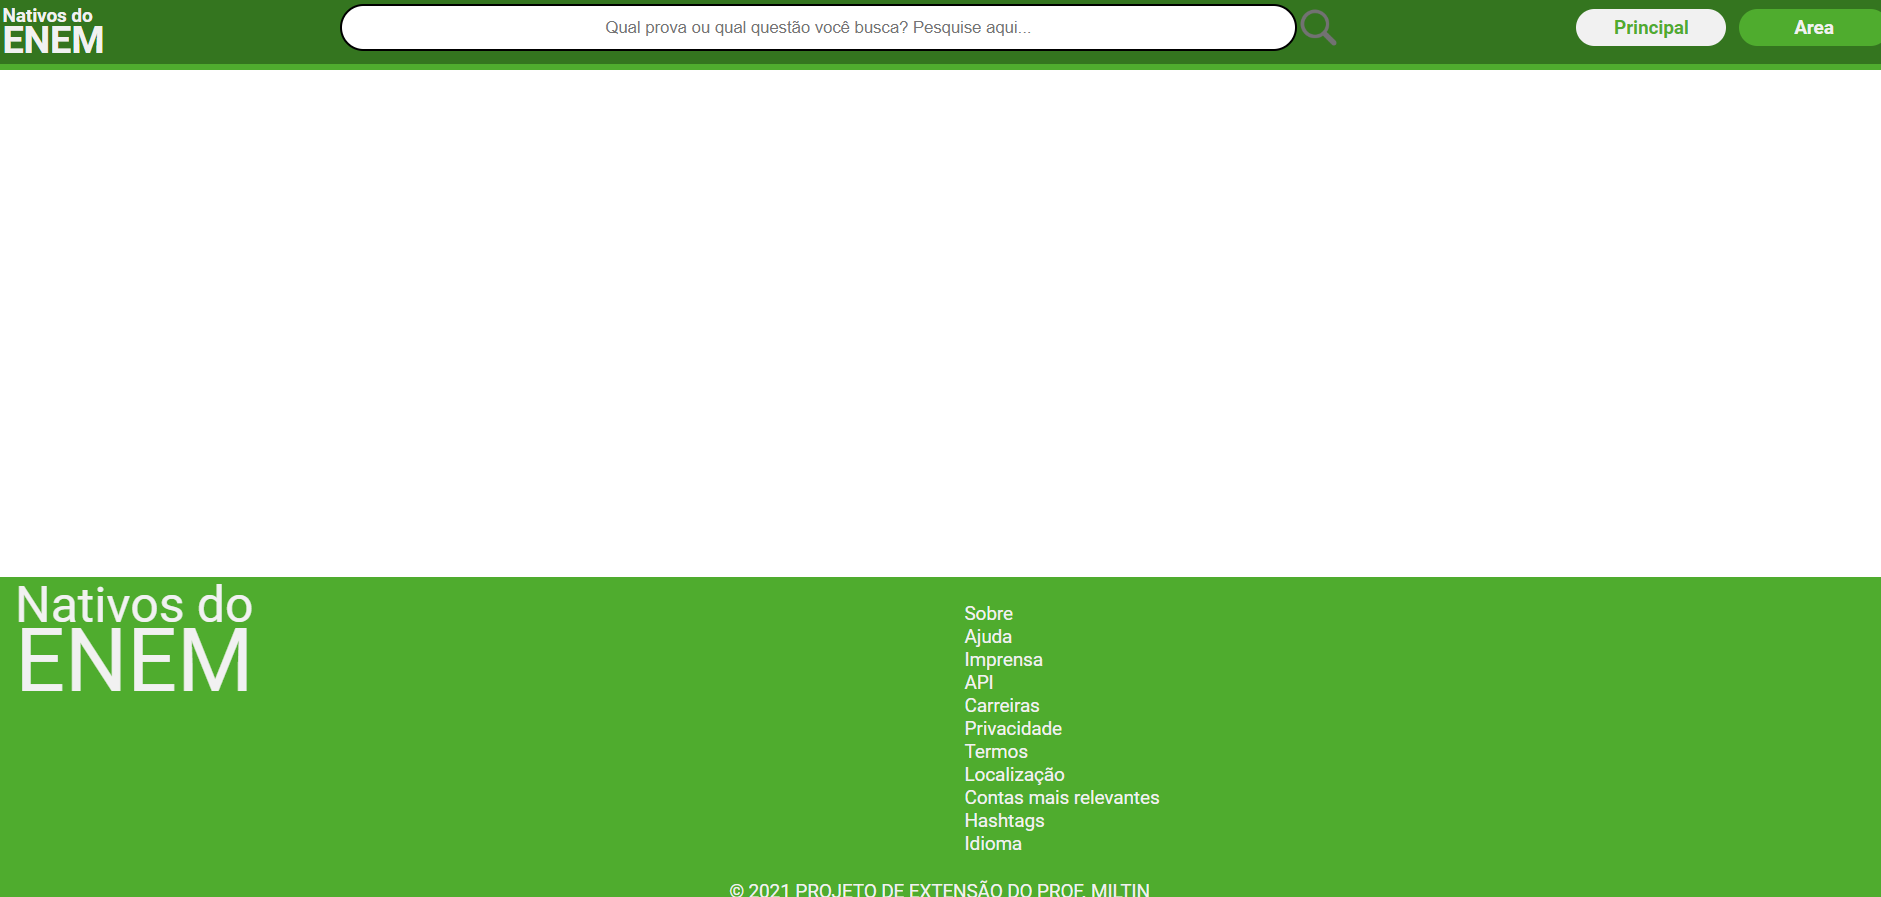 Nativos do
ENEM
Qual prova ou qual questão você busca? Pesquise aqui...
Principal
Area
Nativos do
ENEM
Sobre
Ajuda
Imprensa
API
Carreiras
Privacidade
Termos
Localização
Contas mais relevantes
Hashtags
Idioma
© 2021 PROJETO DE EXTENSÃO DO PROF. MILTIN